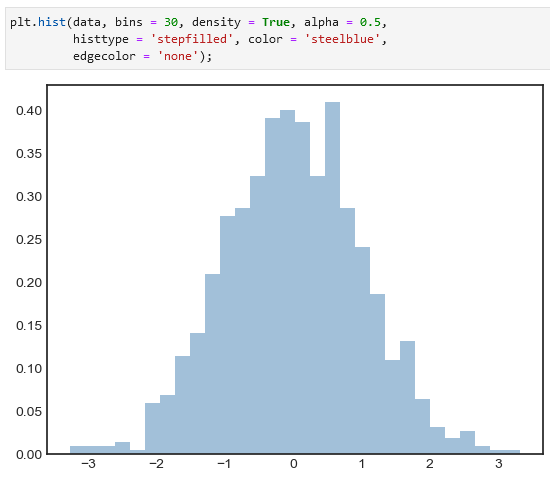 plt.hist(data, bins = 30, density = True, alpha = 0.5,
histtype = 'stepfilled', color = 'steelblue',
edgecolor = 'none');
0.40
0.35
0.30
0.25
0.20
0.15
0.10
0.05
0.00
−3 −2 −1 0 1 2 3